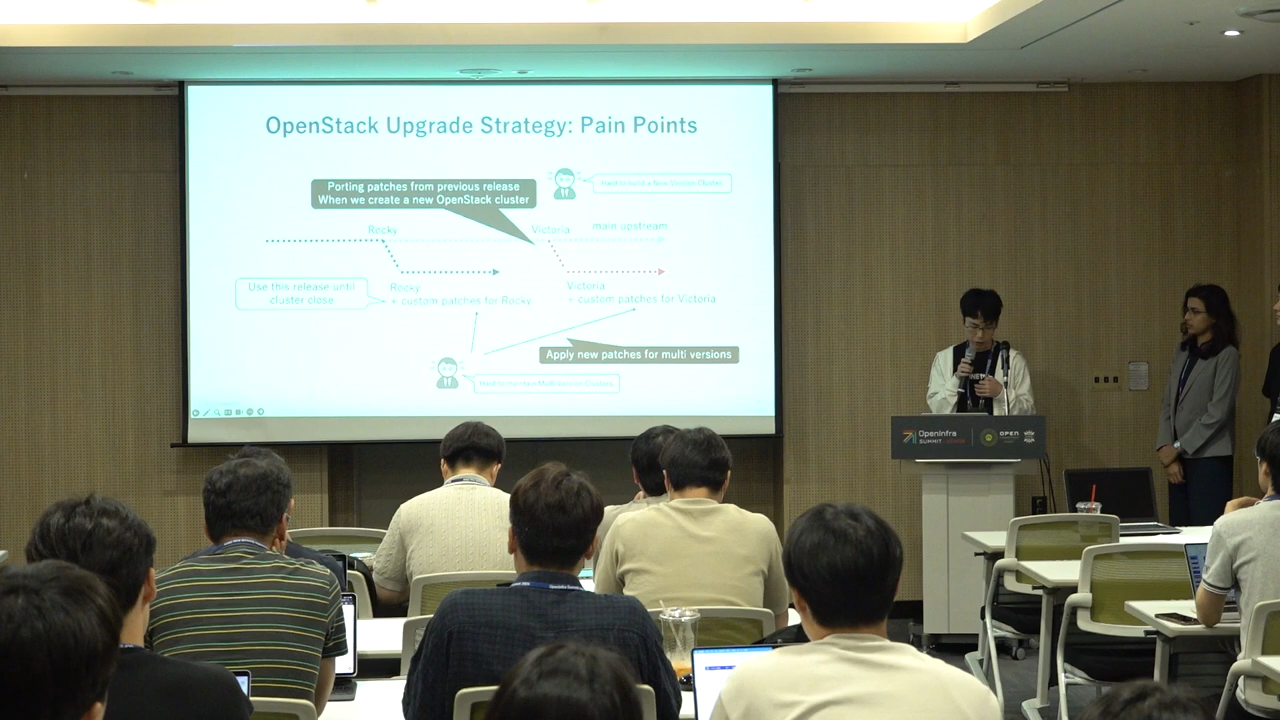 OpenStack Upgrade Strategy: Pain Points
Porting patches from previous release
When we create a new OpenStack cluster
Hard to build a New Version Cluster
Rocky
Victoria
main upstream
Use this release until
cluster close
Rocky
+ custom patches for Rocky
Victoria
+ custom patches for Victoria
Apply new patches for multi versions
Hard to maintain Multi version Clusters
OpenInfra
SUMMIT
OPEN